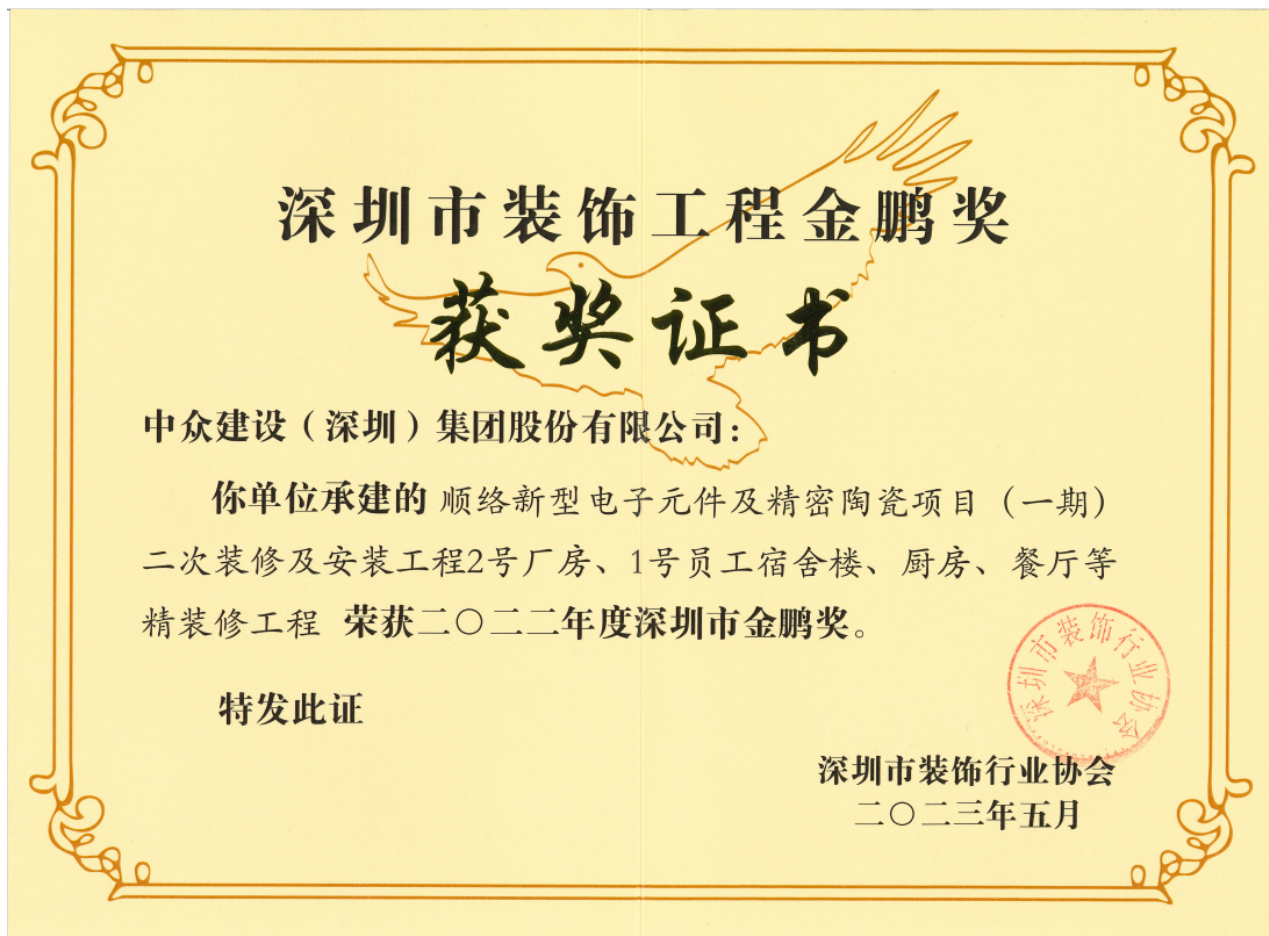 深圳市装饰工程金鹏奖
获奖证书
中众建设（深圳）集团股份有限公司：
你单位承建的 顺络新型电子元件及精密陶瓷项目（一期）
二次装修及安装工程2号厂房、1号员工宿舍楼、厨房、餐厅等
精装修工程 荣获二〇二二年度深圳市金鹏奖。
特发此证
深圳市装饰行业协会
深圳市装饰行业协会
二〇二三年五月